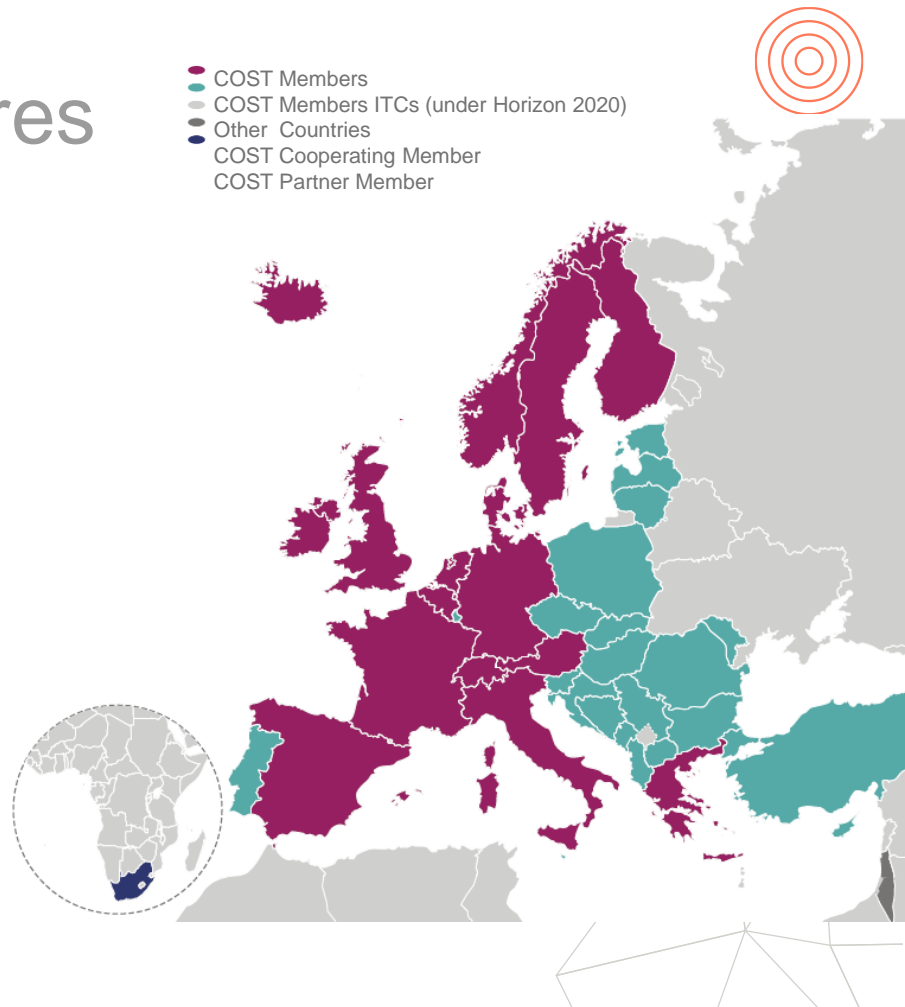 res
COST Members
COST Members ITCs (under Horizon 2020)
Other Countries
COST Cooperating Member
COST Partner Member